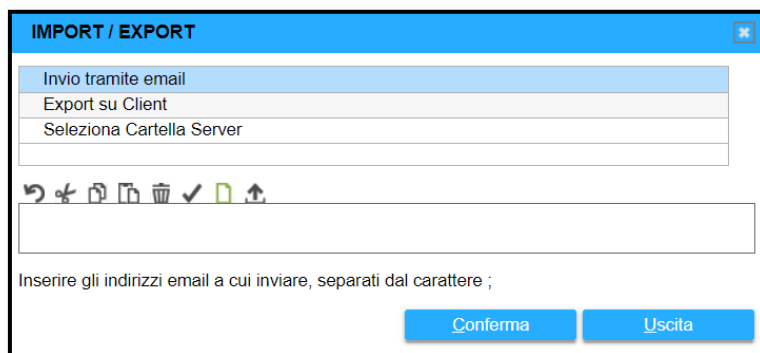 IMPORT / EXPORT
Invio tramite email
Export su Client
Seleziona Cartella Server
Inserire gli indirizzi email a cui inviare, separati dal carattere ;
Conferma
Uscita